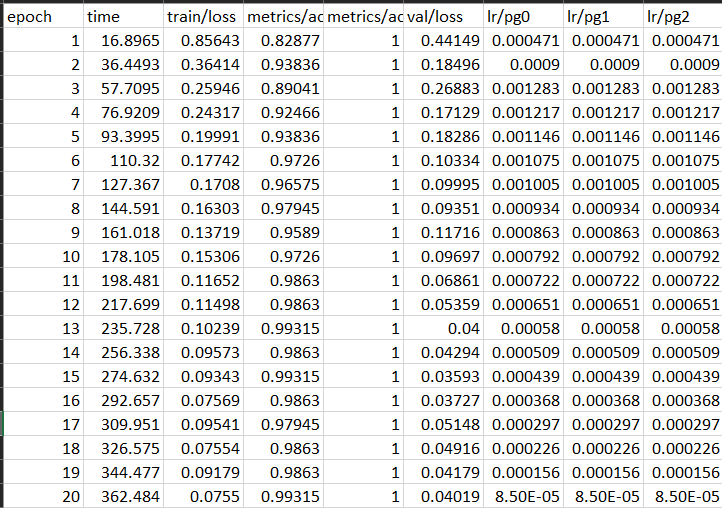 epoch time train/loss metrics/ac metrics/ac val/loss lr/pg0 lr/pg1 lr/pg2
1 16.8965 0.85643 0.82877 1 0.44149 0.000471 0.000471 0.000471
2 36.4493 0.36414 0.93836 1 0.18496 0.0009 0.0009 0.0009
3 57.7095 0.25946 0.89041 1 0.26883 0.001283 0.001283 0.001283
4 76.9209 0.24317 0.92466 1 0.17129 0.001217 0.001217 0.001217
5 93.3995 0.19991 0.93836 1 0.18286 0.001146 0.001146 0.001146
6 110.32 0.17742 0.9726 1 0.10334 0.001075 0.001075 0.001075
7 127.367 0.1708 0.96575 1 0.09995 0.001005 0.001005 0.001005
8 144.591 0.16303 0.97945 1 0.09351 0.000934 0.000934 0.000934
9 161.018 0.13719 0.9589 1 0.11716 0.000863 0.000863 0.000863
10 178.105 0.15306 0.9726 1 0.09697 0.000792 0.000792 0.000792
11 198.481 0.11652 0.9863 1 0.06861 0.000722 0.000722 0.000722
12 217.699 0.11498 0.9863 1 0.05359 0.000651 0.000651 0.000651
13 235.728 0.10239 0.99315 1 0.04 0.00058 0.00058 0.00058
14 256.338 0.09573 0.9863 1 0.04294 0.000509 0.000509 0.000509
15 274.632 0.09343 0.99315 1 0.03593 0.000439 0.000439 0.000439
16 292.657 0.07569 0.9863 1 0.03727 0.000368 0.000368 0.000368
17 309.951 0.09541 0.97945 1 0.05148 0.000297 0.000297 0.000297
18 326.575 0.07554 0.9863 1 0.04916 0.000226 0.000226 0.000226
19 344.477 0.09179 0.9863 1 0.04179 0.000156 0.000156 0.000156
20 362.484 0.0755 0.99315 1 0.04019 8.50E-05 8.50E-05 8.50E-05